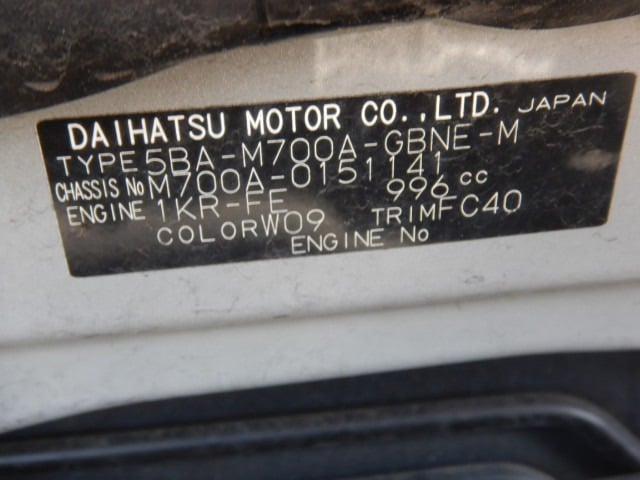 DAIHATSU MOTOR CO.,LTD. JAPAN
TYPE 5BA-M700A-GBNE-M
CHASSIS No M700A-0151141
ENGINE 1KR-FE 996 cc
COLOR W09 TRIM FC40
ENGINE No